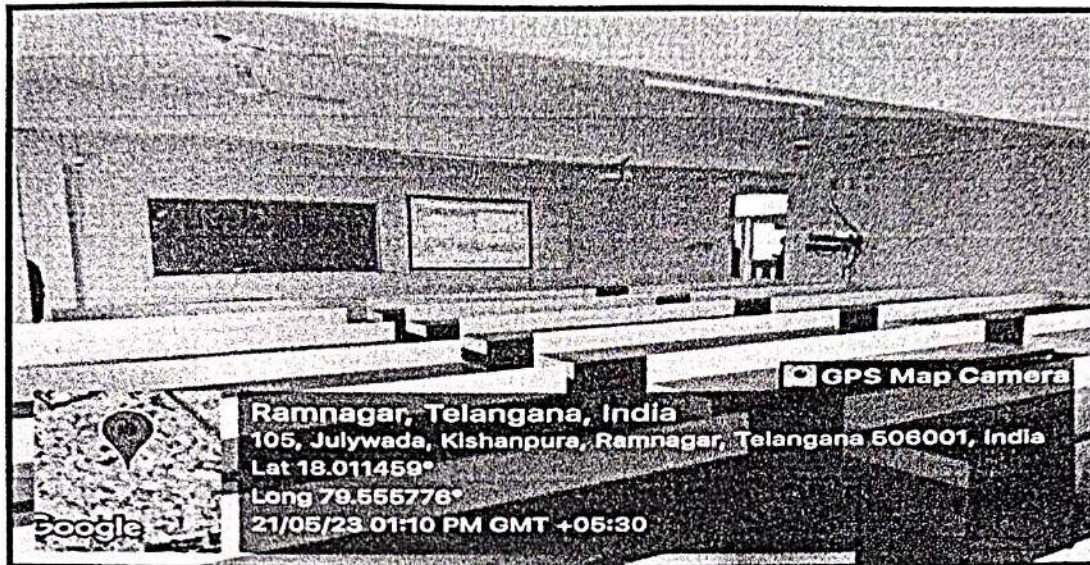 GPS Map Camera
Ramnagar, Telangana, India
105, Julywada, Kishanpura, Ramnagar, Telangana 506001, India
Lat 18.011459°
Long 79.555776°
21/05/23 01:10 PM GMT +05:30
Google